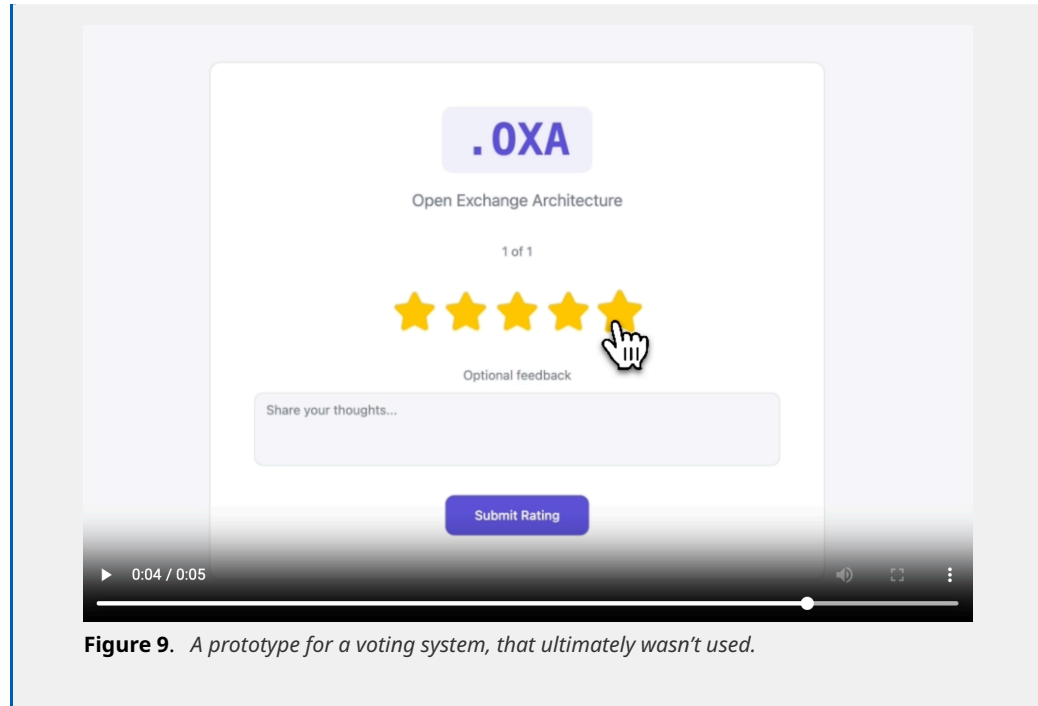 .OXA
Open Exchange Architecture
1 of 1
Optional feedback
Share your thoughts...
Submit Rating
0:04 / 0:05
Figure 9. A prototype for a voting system, that ultimately wasn't used.